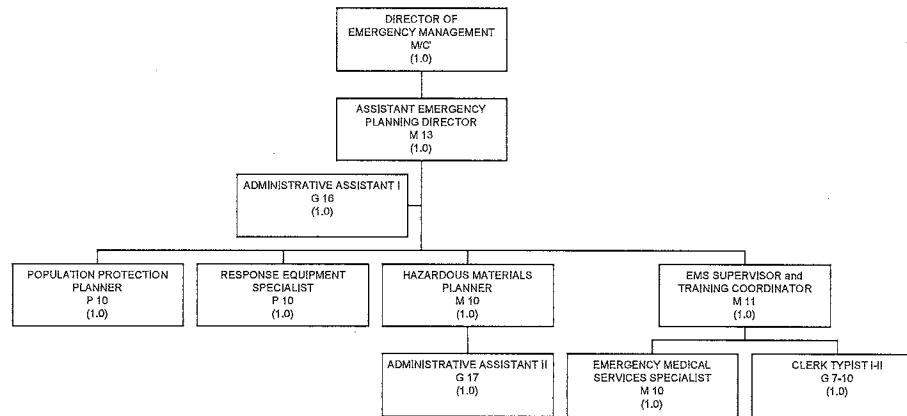 DIRECTOR OF
EMERGENCY MANAGEMENT
M/C'
(1.0)
ASSISTANT EMERGENCY
PLANNING DIRECTOR
M 13
(1.0)
ADMINISTRATIVE ASSISTANT I
G 16
(1.0)
POPULATION PROTECTION
PLANNER
P 10
(1.0)
RESPONSE EQUIPMENT
SPECIALIST
P 10
(1.0)
HAZARDOUS MATERIALS
PLANNER
M 10
(1.0)
EMS SUPERVISOR and
TRAINING COORDINATOR
M 11
(1.0)
ADMINISTRATIVE ASSISTANT II
G 17
(1.0)
EMERGENCY MEDICAL
SERVICES SPECIALIST
M 10
(1.0)
CLERK TYPIST I-II
G 7-10
(1.0)